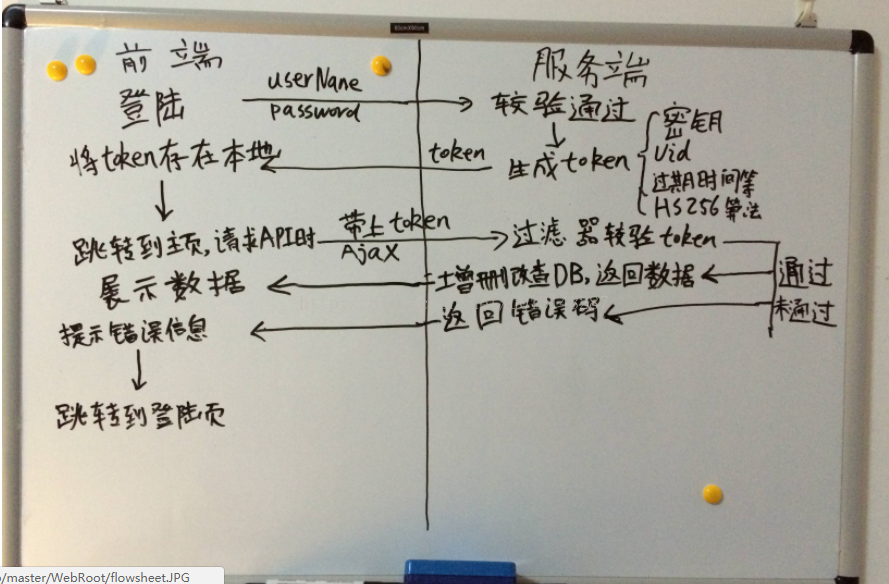 前端
服务端
登陆
userName
password
较验通过
密钥
Uid
过期时间等
HS256算法
将token存在本地
token
生成token
跳转到主页,请求API时
带上token
Ajax
过滤器较验token
展示数据
增删改查DB,返回数据
通过
提示错误信息
返回错误码
未通过
跳转到登陆页
/master/WebRoot/flowsheet.JPG